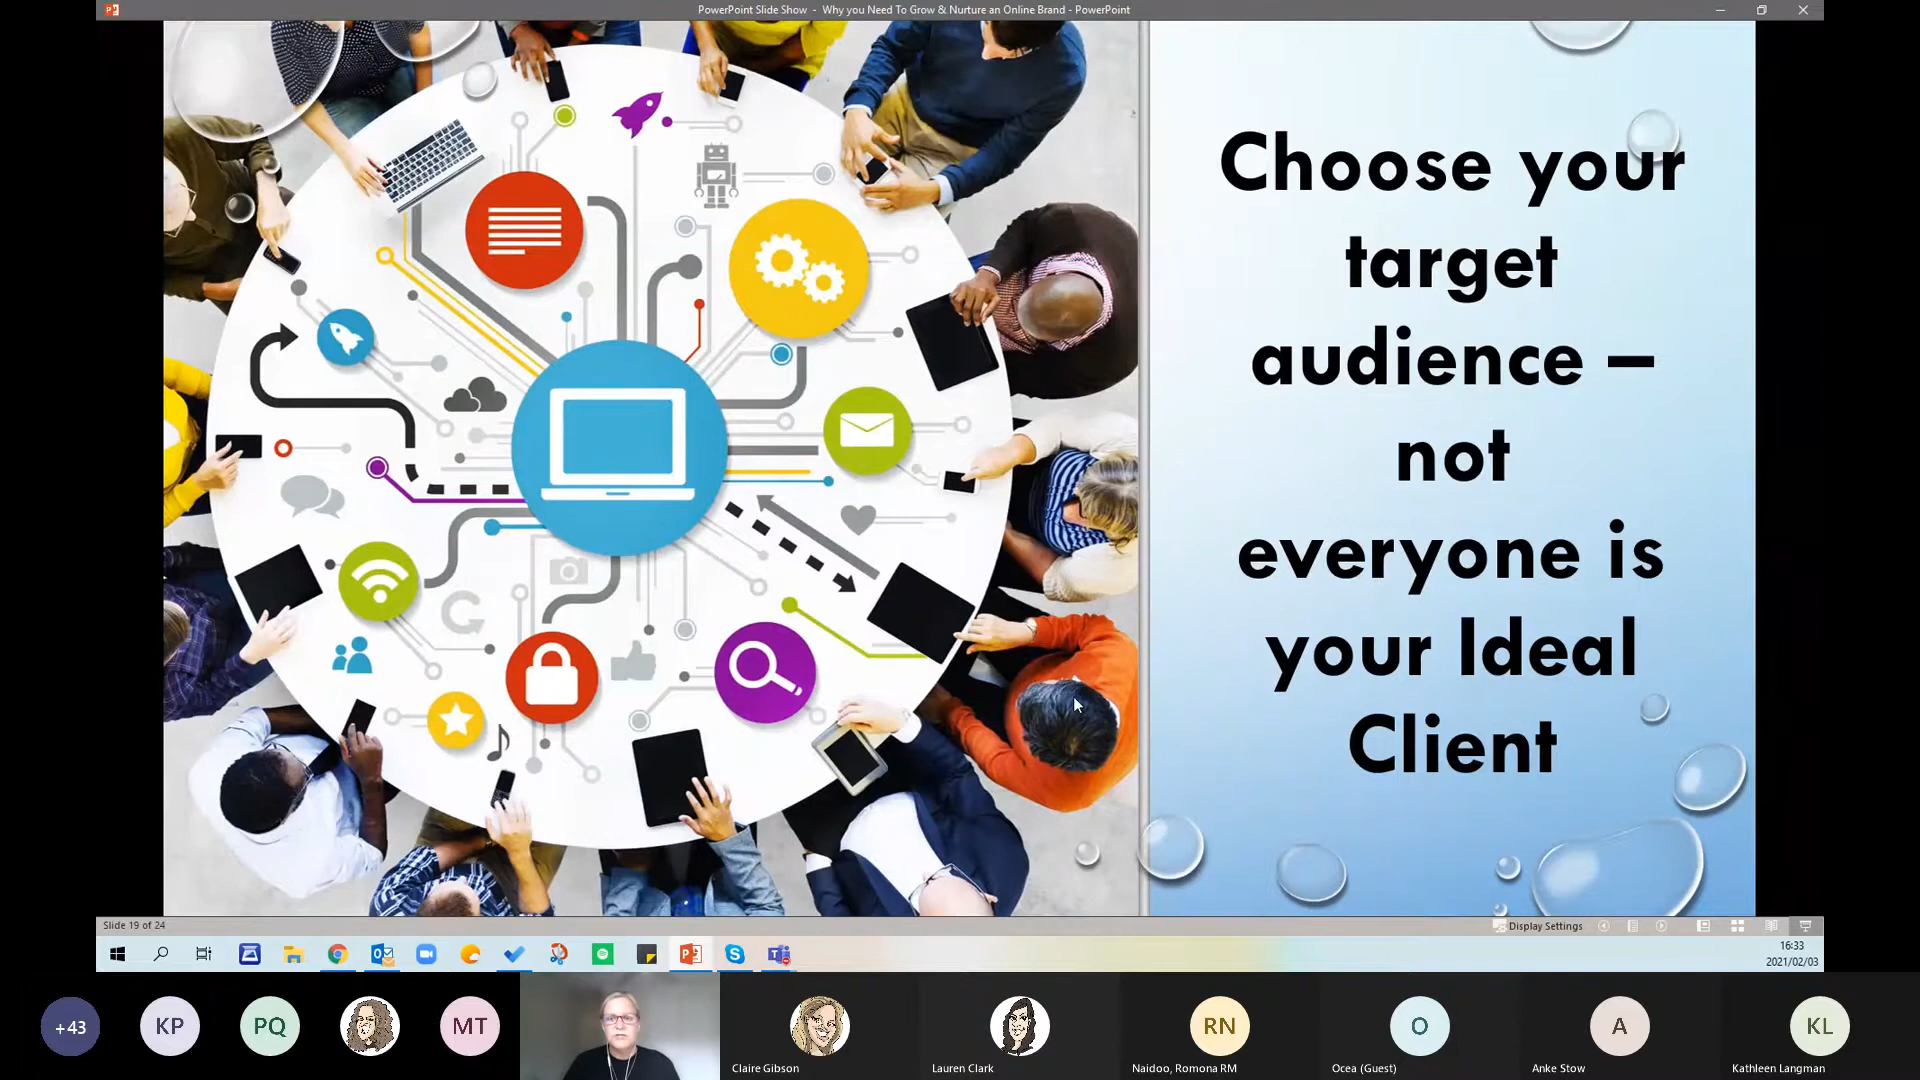 PowerPoint Slide Show - Why you Need To Grow & Nurture an Online Brand - PowerPoint
Choose your
target
audience –
not
everyone is
your Ideal
Client
Slide 19 of 24
Display Settings
16:33
2021/02/03
+43
KP
PQ
MT
RN
O
A
KL
Claire Gibson
Lauren Clark
Naidoo, Romona RM
Ocea (Guest)
Anke Stow
Kathleen Langman